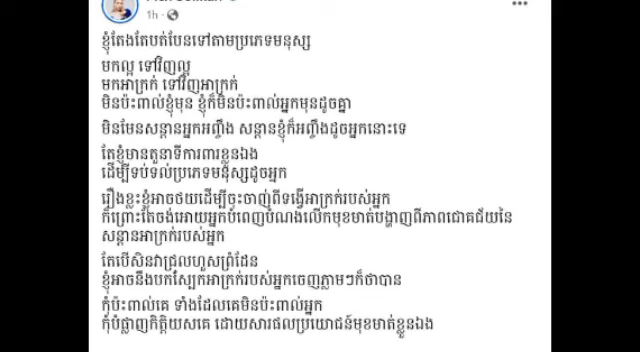 1h
ខ្ញុំតែងតែបត់បែនទៅតាមប្រភេទមនុស្ស
មកល្អ ទៅវិញល្អ
មកអាក្រក់ ទៅវិញអាក្រក់
មិនប៉ះពាល់ខ្ញុំមុន ខ្ញុំក៏មិនប៉ះពាល់អ្នកមុនដូចគ្នា
មិនមែនសន្តានអ្នកអញ្ចឹង សន្តានខ្ញុំក៏អញ្ចឹងដូចអ្នកនោះទេ
តែខ្ញុំមានតួនាទីការពារខ្លួនឯង
ដើម្បីទប់ទល់ប្រភេទមនុស្សដូចអ្នក
រឿងខ្លះខ្ញុំអាចថយដើម្បីចុះចាញ់ពីទង្វើអាក្រក់របស់អ្នក
ក៏ព្រោះតែចង់អោយអ្នកបំពេញបំណងលើកមុខមាត់បង្ហាញពីភាពជោគជ័យនៃ
សន្តានអាក្រក់របស់អ្នក
តែបើសិនវាជ្រុលហួសព្រំដែន
ខ្ញុំអាចនឹងបកស្បែកអាក្រក់របស់អ្នកចេញភ្លាមៗក៏ថាបាន
កុំប៉ះពាល់គេ ទាំងដែលគេមិនប៉ះពាល់អ្នក
កុំបំផ្លាញកិត្តិយសគេ ដោយសារផលប្រយោជន៍មុខមាត់ខ្លួនឯង